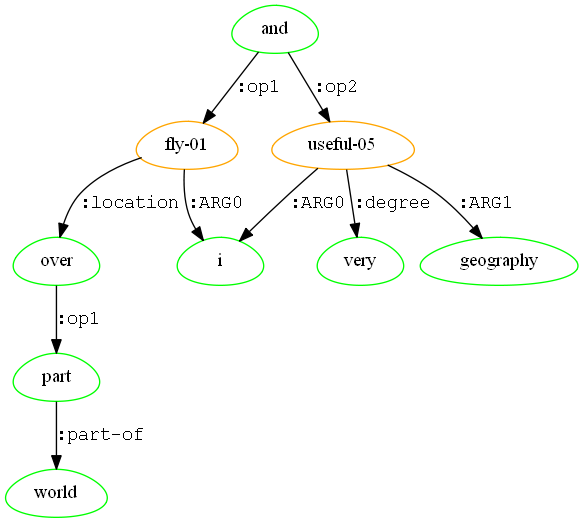 and
:op1 :op2
fly-01 useful-05
:location :ARG0 :ARG0 :degree :ARG1
over i very geography
:op1
part
:part-of
world